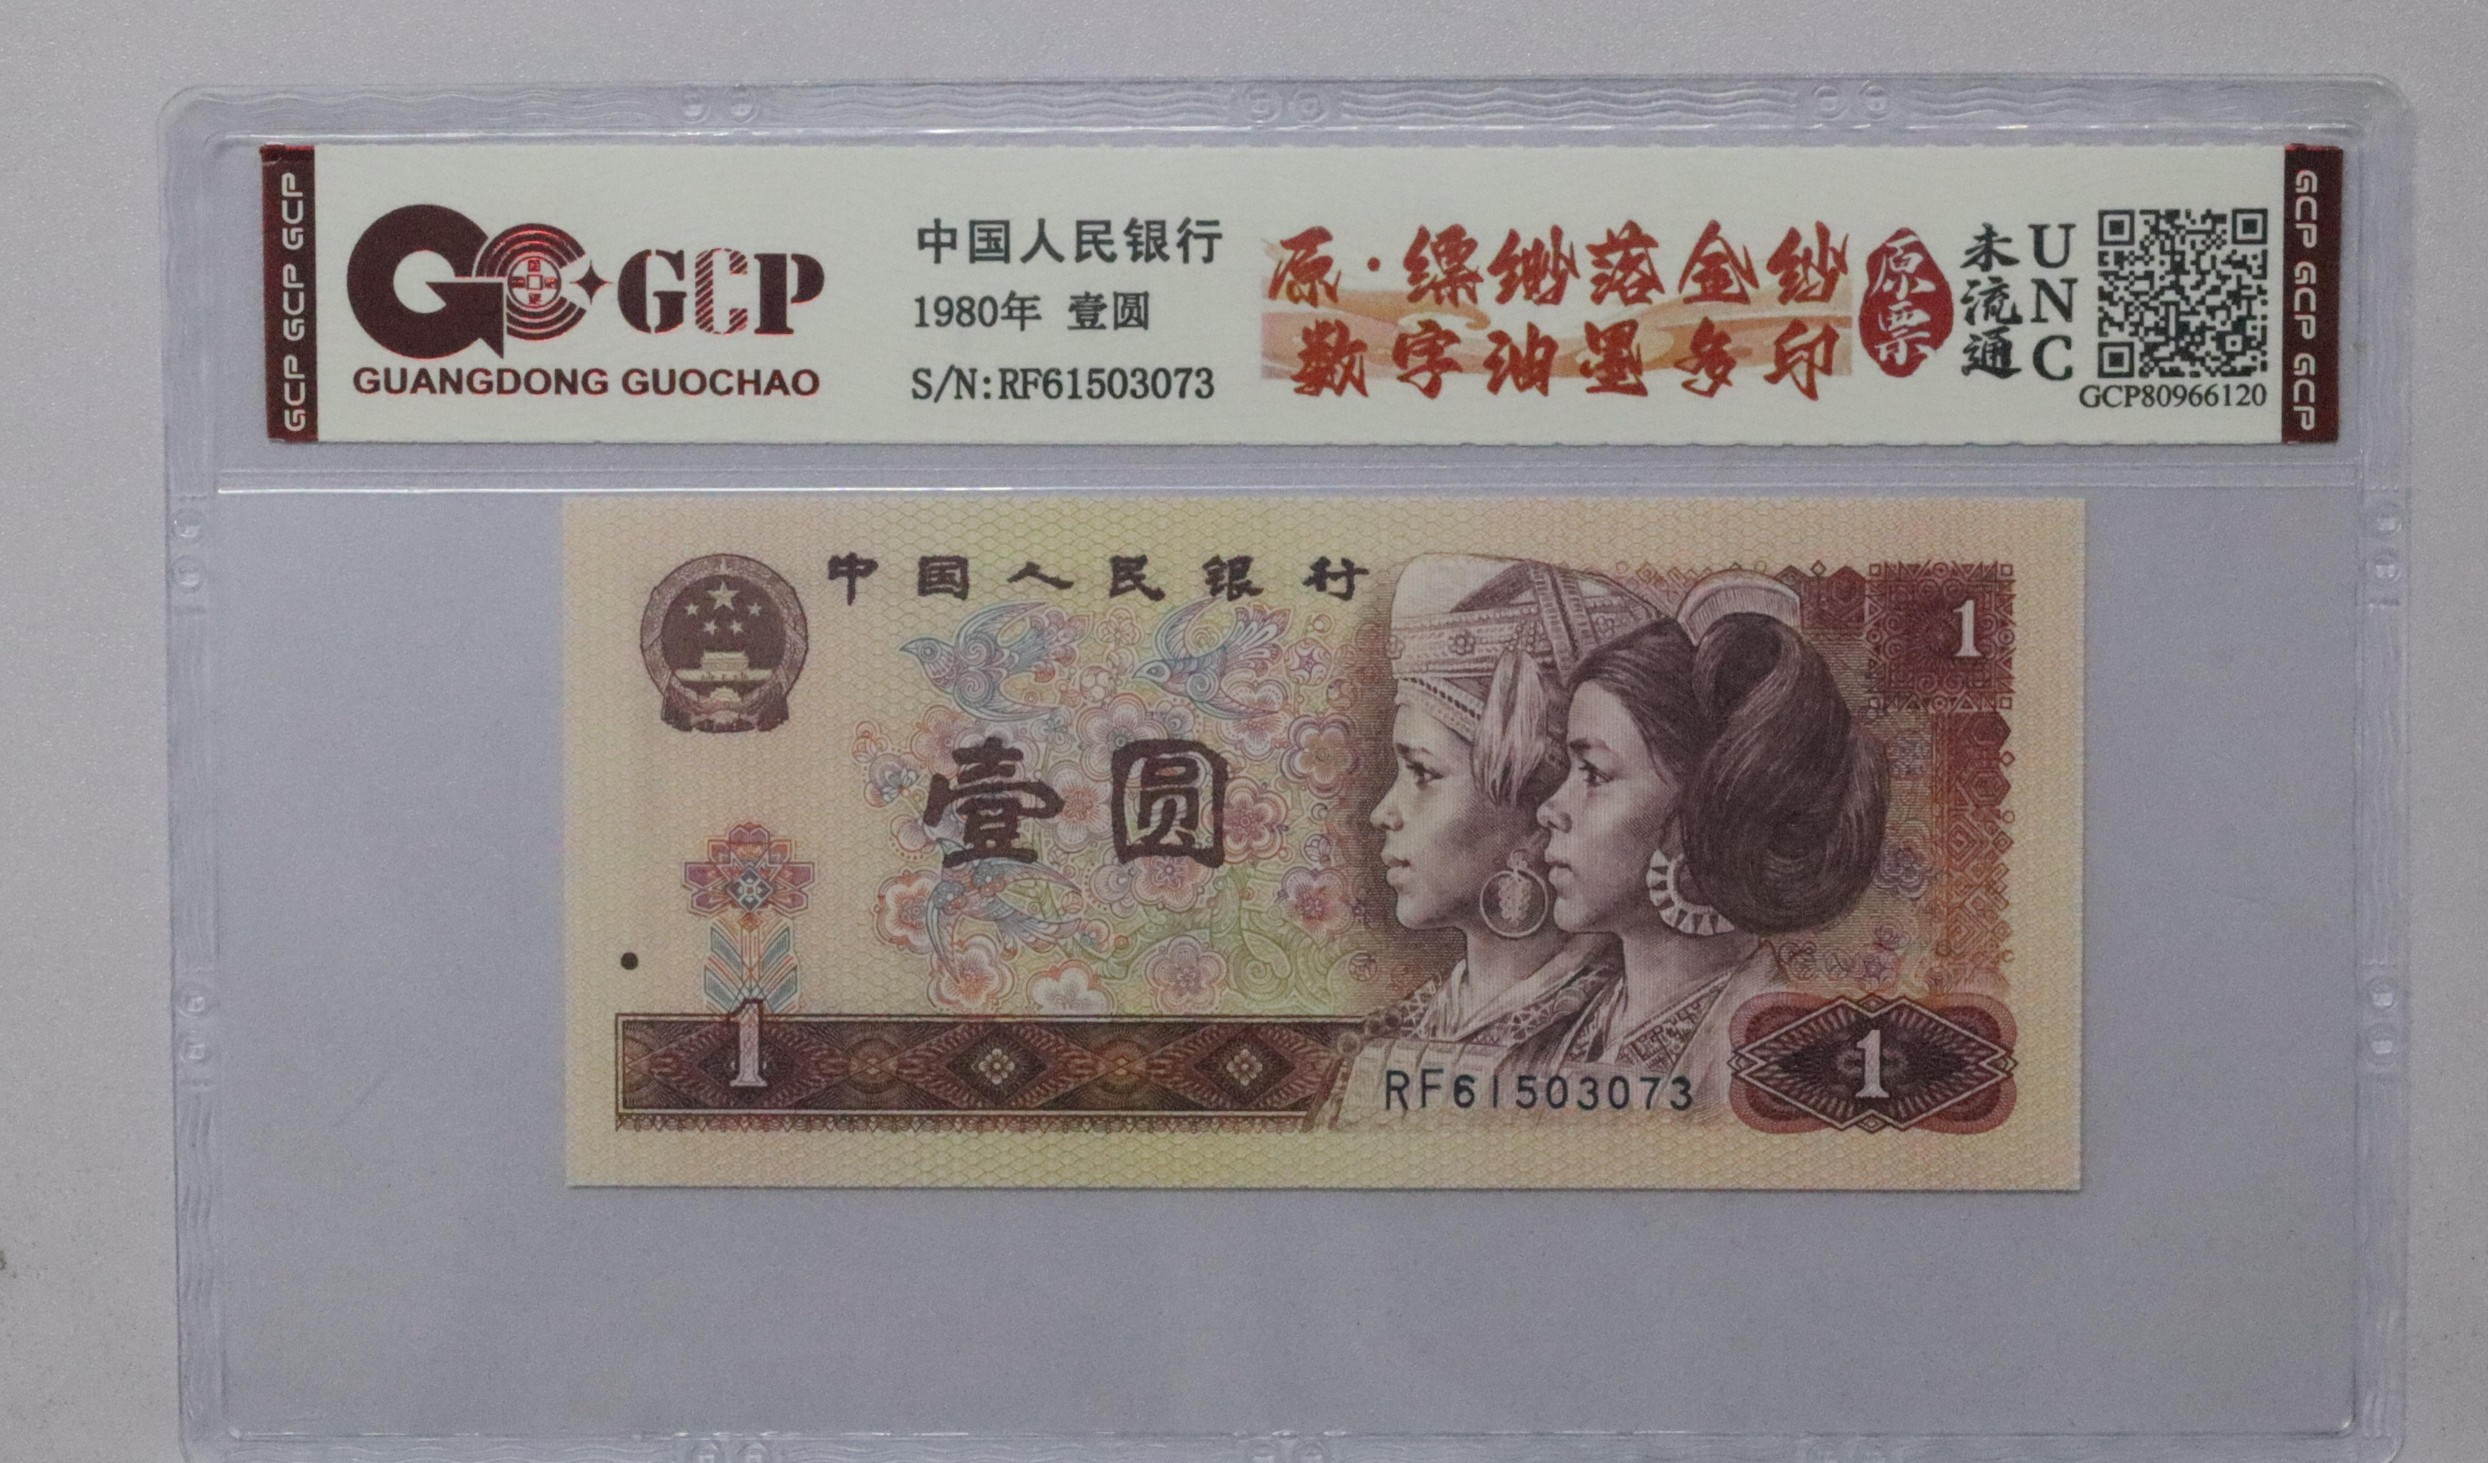 GCP GCP GCP
GCP
GUANGDONG GUOCHAO
中国人民银行
1980年 壹圆
S/N:RF61503073
原·缥缈落金纱
数字油墨多印
原票
未流通
UNC
GCP80966120
GCP GCP GCP
中国人民银行
1
壹圆
1
RF61503073
1